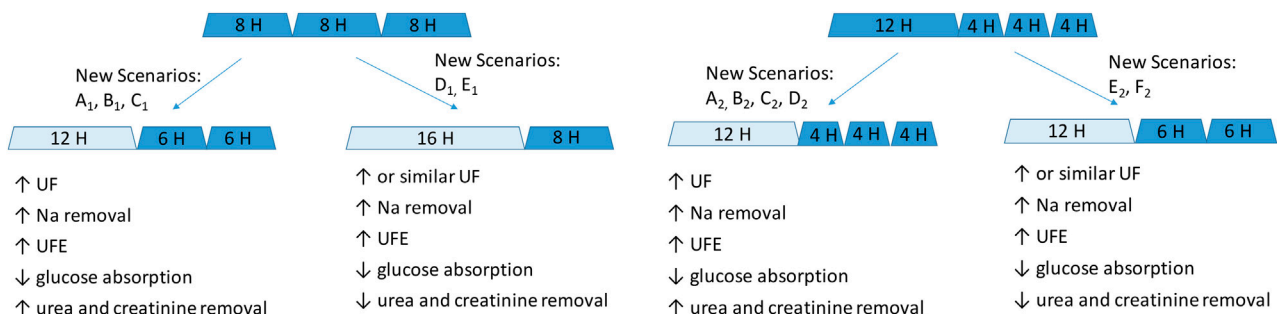 8 H 8 H 8 H
New Scenarios:
A₁, B₁, C₁
New Scenarios:
D₁, E₁
12 H 6 H 6 H
16 H 8 H
↑ UF
↑ Na removal
↑ UFE
↓ glucose absorption
↑ urea and creatinine removal
↑ or similar UF
↑ Na removal
↑ UFE
↓ glucose absorption
↓ urea and creatinine removal
12 H 4 H 4 H 4 H
New Scenarios:
A₂, B₂, C₂, D₂
New Scenarios:
E₂, F₂
12 H 4 H 4 H 4 H
12 H 6 H 6 H
↑ UF
↑ Na removal
↑ UFE
↓ glucose absorption
↑ urea and creatinine removal
↑ or similar UF
↑ Na removal
↑ UFE
↓ glucose absorption
↓ urea and creatinine removal